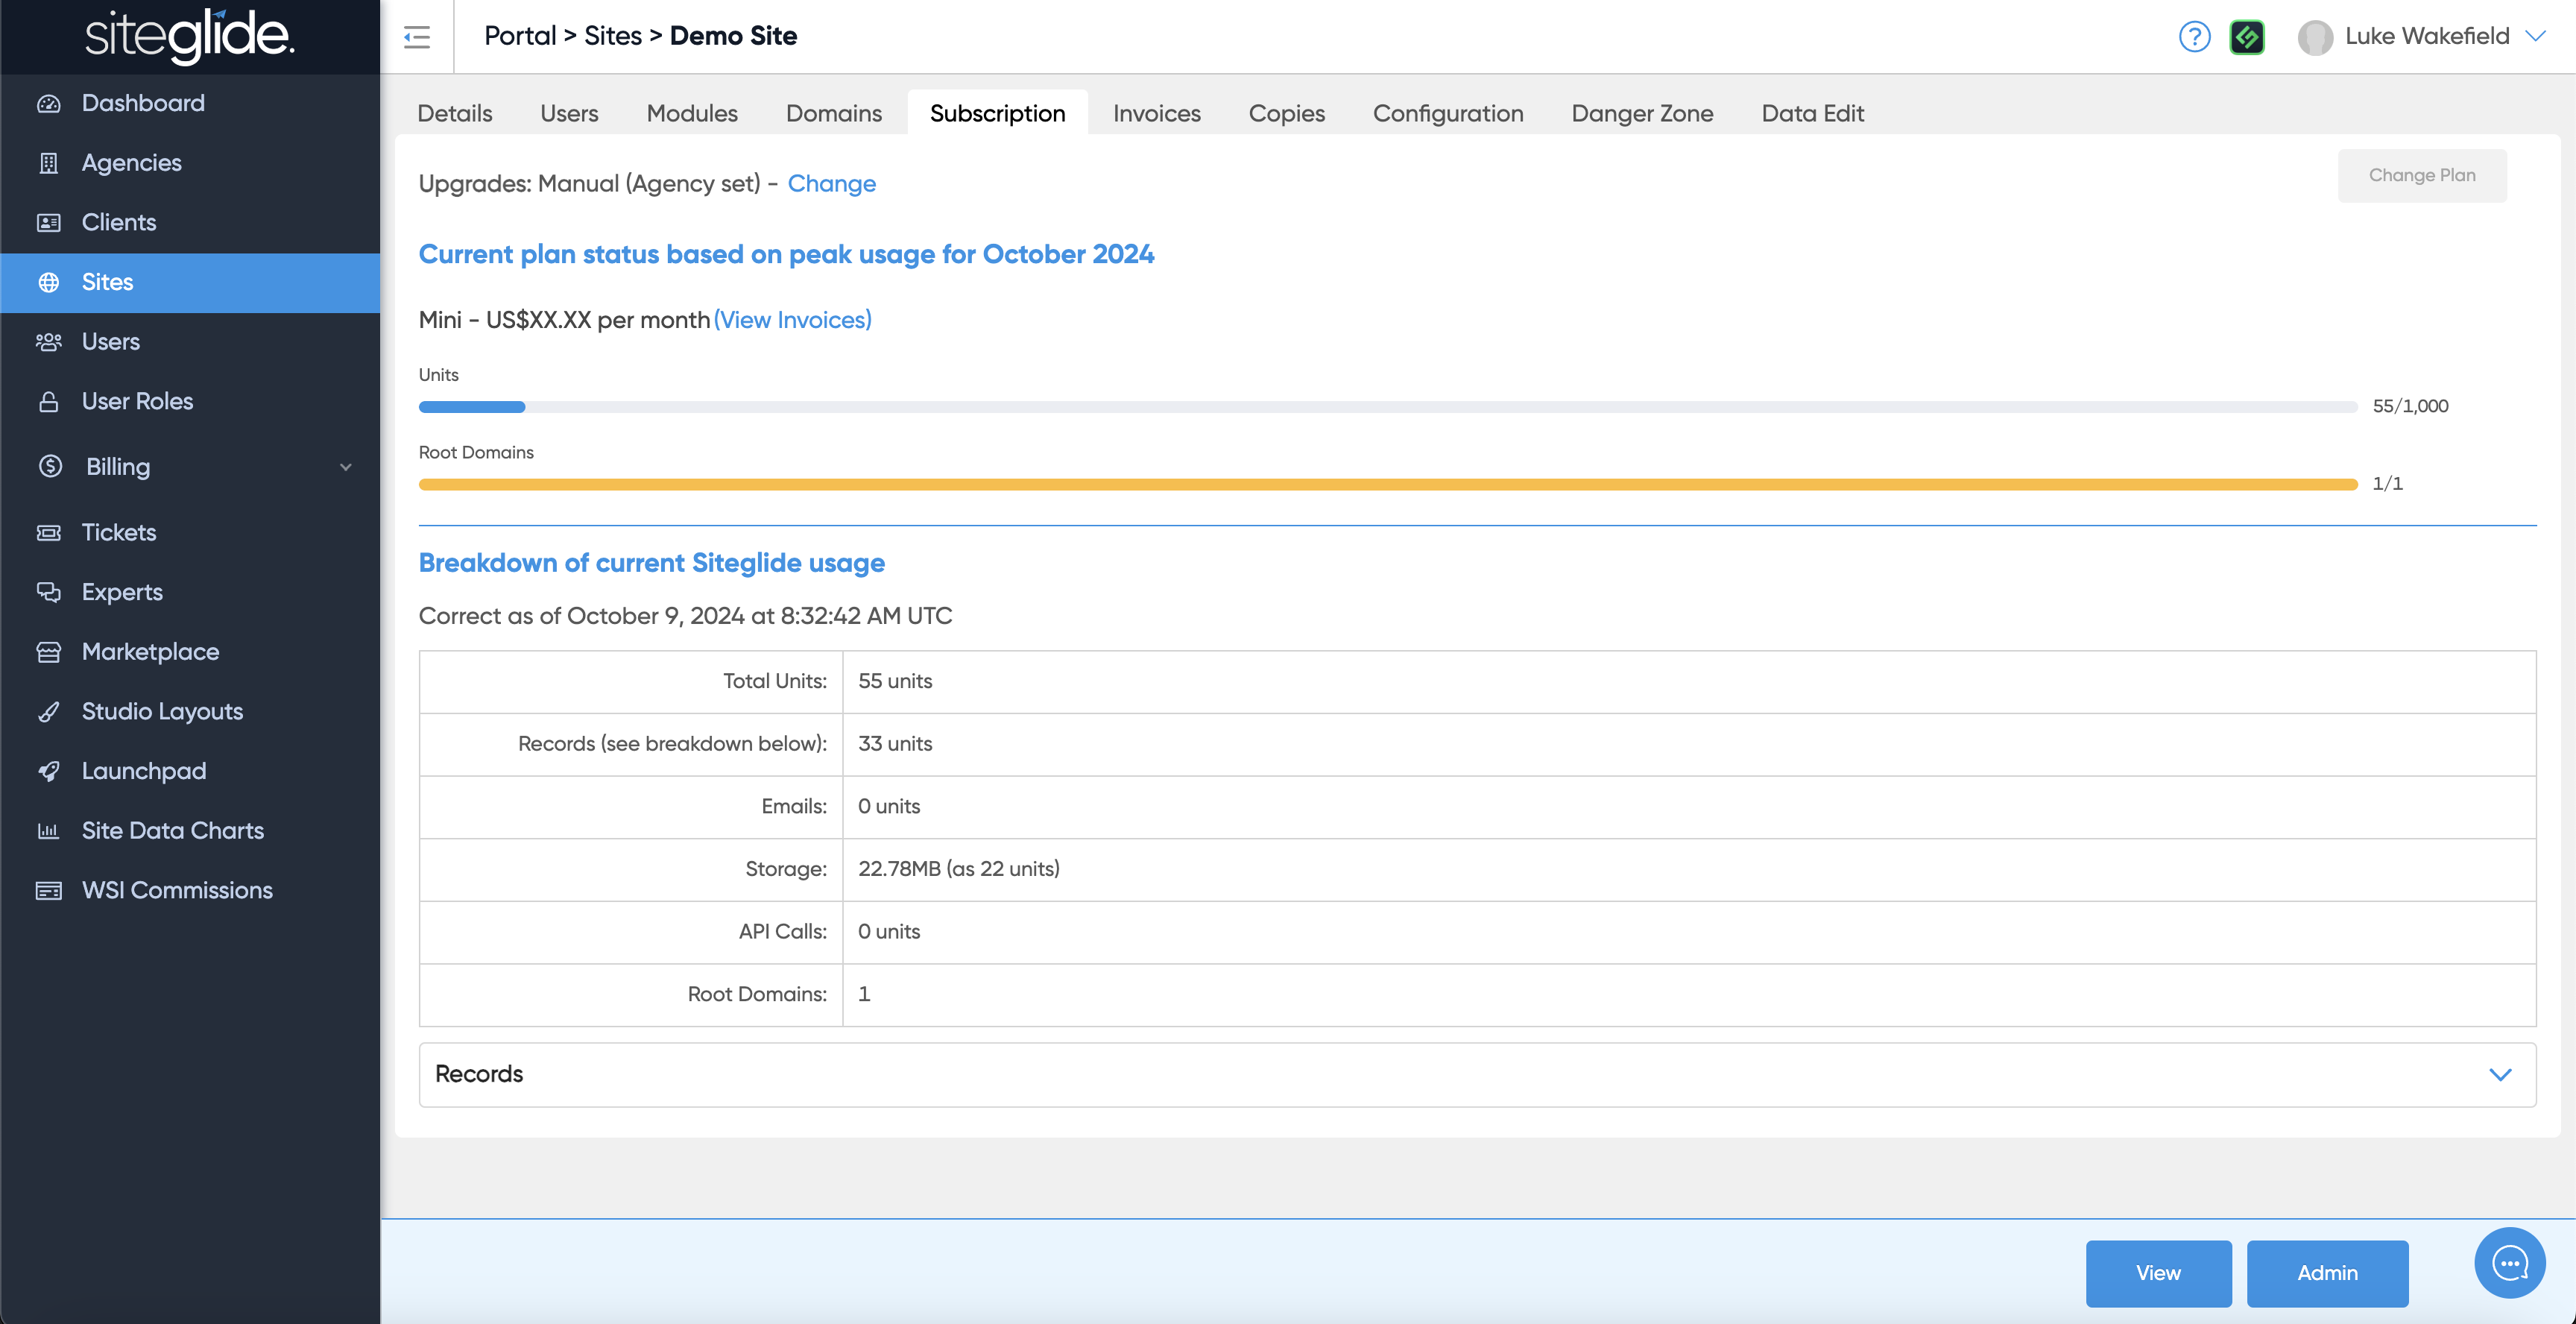 siteglide.
Portal > Sites > Demo Site
?
Luke Wakefield
Dashboard
Agencies
Clients
Sites
Users
User Roles
Billing
Tickets
Experts
Marketplace
Studio Layouts
Launchpad
Site Data Charts
WSI Commissions
Details Users Modules Domains Subscription Invoices Copies Configuration Danger Zone Data Edit
Upgrades: Manual (Agency set) - Change
Change Plan
Current plan status based on peak usage for October 2024
Mini - US$XX.XX per month (View Invoices)
Units
55/1,000
Root Domains
1/1
Breakdown of current Siteglide usage
Correct as of October 9, 2024 at 8:32:42 AM UTC
Total Units: 55 units
Records (see breakdown below): 33 units
Emails: 0 units
Storage: 22.78MB (as 22 units)
API Calls: 0 units
Root Domains: 1
Records
View
Admin